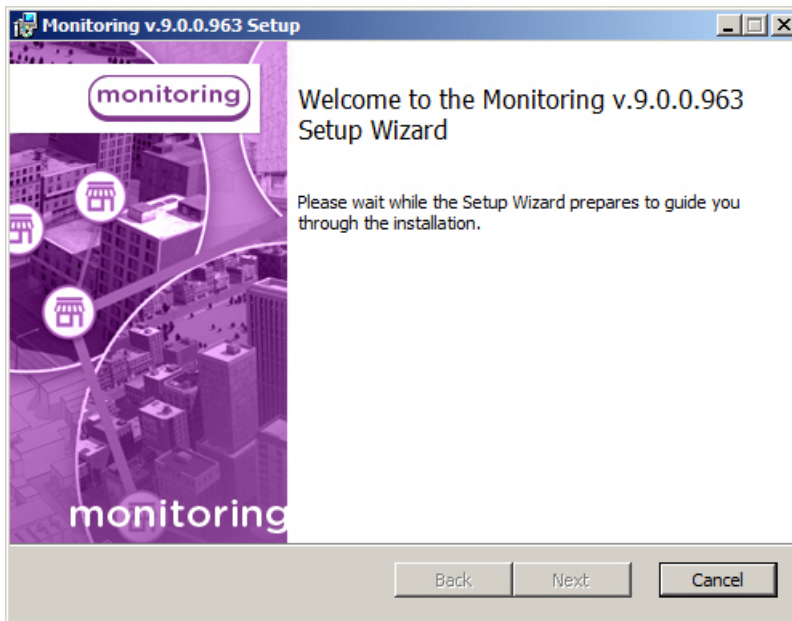 Monitoring v.9.0.0.963 Setup
monitoring
Welcome to the Monitoring v.9.0.0.963
Setup Wizard
Please wait while the Setup Wizard prepares to guide you
through the installation.
monitoring
Back
Next
Cancel